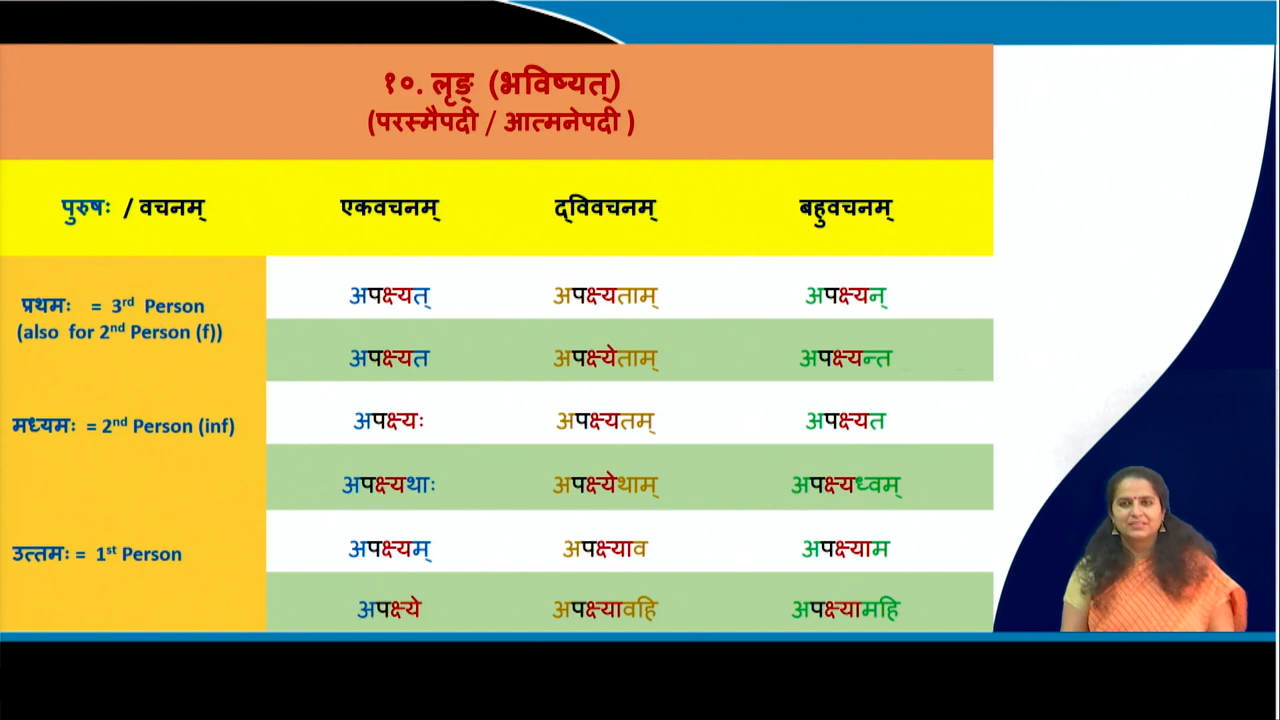 १०. लृङ् (भविष्यत्)
(परस्मैपदी / आत्मनेपदी )
पुरुषः / वचनम् एकवचनम् द्विवचनम् बहुवचनम्
प्रथमः = 3rd Person
(also for 2nd Person (f))
अपक्ष्यत् अपक्ष्यताम् अपक्ष्यन्
अपक्ष्यत अपक्ष्येताम् अपक्ष्यन्त
मध्यमः = 2nd Person (inf)
अपक्ष्यः अपक्ष्यतम् अपक्ष्यत
अपक्ष्यथाः अपक्ष्येथाम् अपक्ष्यध्वम्
उत्तमः = 1st Person
अपक्ष्यम् अपक्ष्याव अपक्ष्याम
अपक्ष्ये अपक्ष्यावहि अपक्ष्यामहि